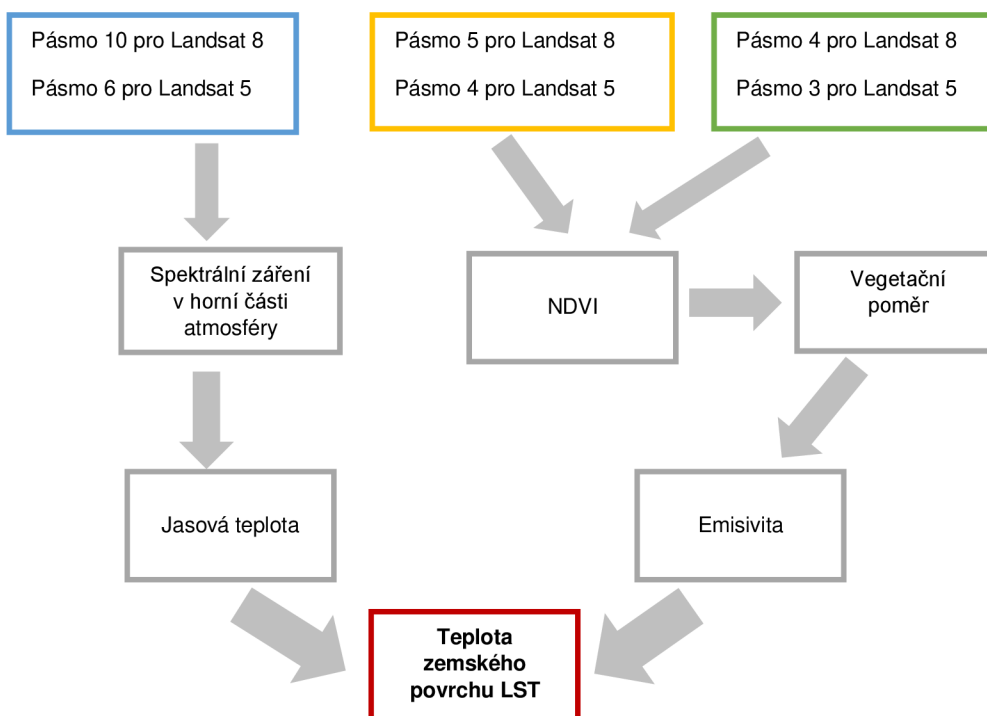 Pásmo 10 pro Landsat 8
Pásmo 6 pro Landsat 5
Pásmo 5 pro Landsat 8
Pásmo 4 pro Landsat 5
Pásmo 4 pro Landsat 8
Pásmo 3 pro Landsat 5
Spektrální záření
v horní části
atmosféry
NDVI
Vegetační
poměr
Jasová teplota
Emisivita
Teplota
zemského
povrchu LST